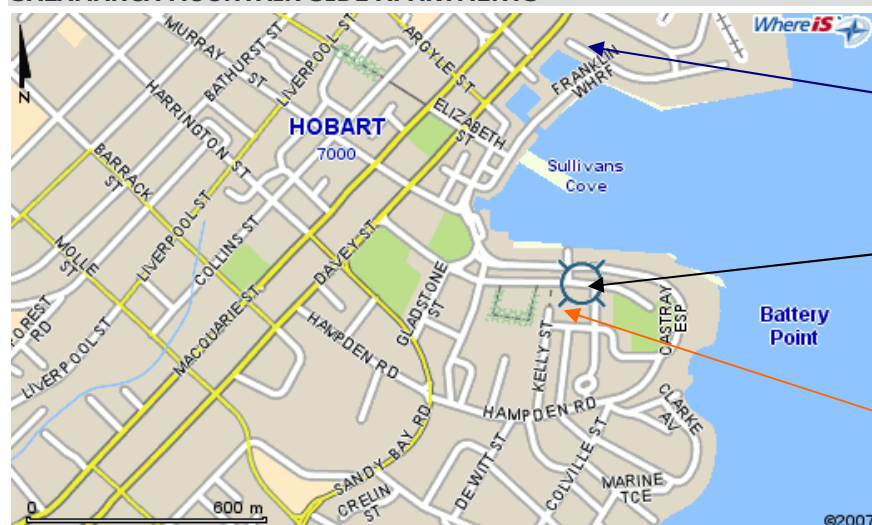 WhereiS
MURRAY ST
BATHURST ST
LIVERPOOL ST
ARGYLE ST
FRANKLIN WHRF
ELIZABETH ST
HARRINGTON ST
HOBART
7000
BARRACK ST
Sullivans
Cove
LIVERPOOL ST
COLLINS ST
MOLLE ST
DAVEY ST
GLADSTONE ST
MACQUARIE ST
CASTRAY ESP
Battery
Point
FOREST RD
HAMPDEN RD
KELLY ST
LIVERPOOL ST
HAMPDEN RD
CLARKE AV
SANDY BAY RD
DE WITT ST
COLVILLE ST
MARINE TCE
CRELIN ST
N
0 600 m
©2007